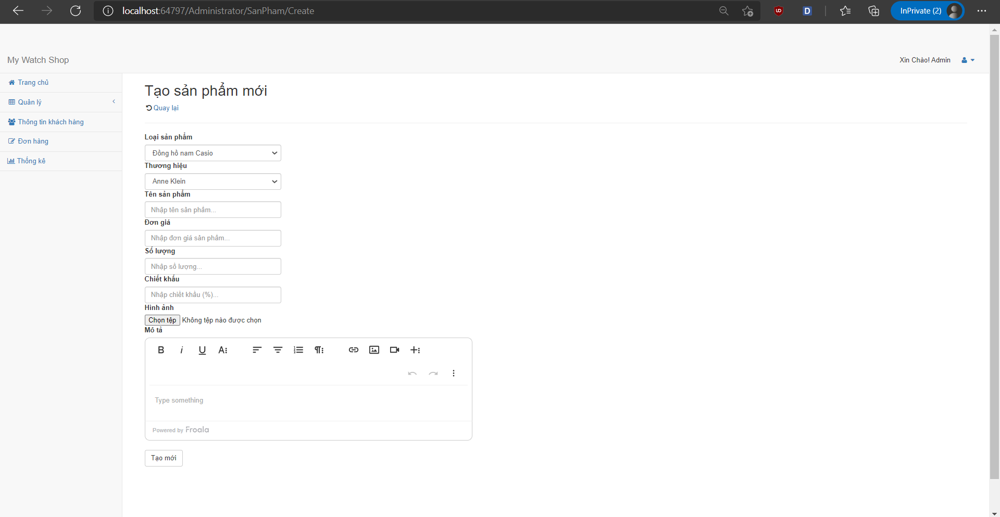 localhost:64797/Administrator/SanPham/Create
InPrivate (2)
My Watch Shop
Xin Chào! Admin
Trang chủ
Quản lý
Thông tin khách hàng
Đơn hàng
Thống kê
Tạo sản phẩm mới
Quay lại
Loại sản phẩm
Đồng hồ nam Casio
Thương hiệu
Anne Klein
Tên sản phẩm
Nhập tên sản phẩm...
Đơn giá
Nhập đơn giá sản phẩm...
Số lượng
Nhập số lượng...
Chiết khấu
Nhập chiết khấu (%)...
Hình ảnh
Chọn tệp Không tệp nào được chọn
Mô tả
Type something
Powered by Froala
Tạo mới